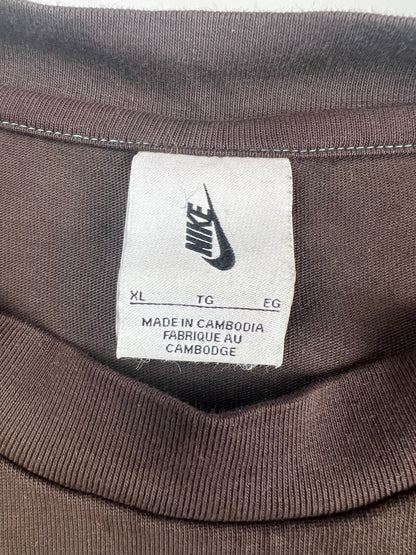 NIKE
XL TG EG
MADE IN CAMBODIA
FABRIQUE AU
CAMBODGE